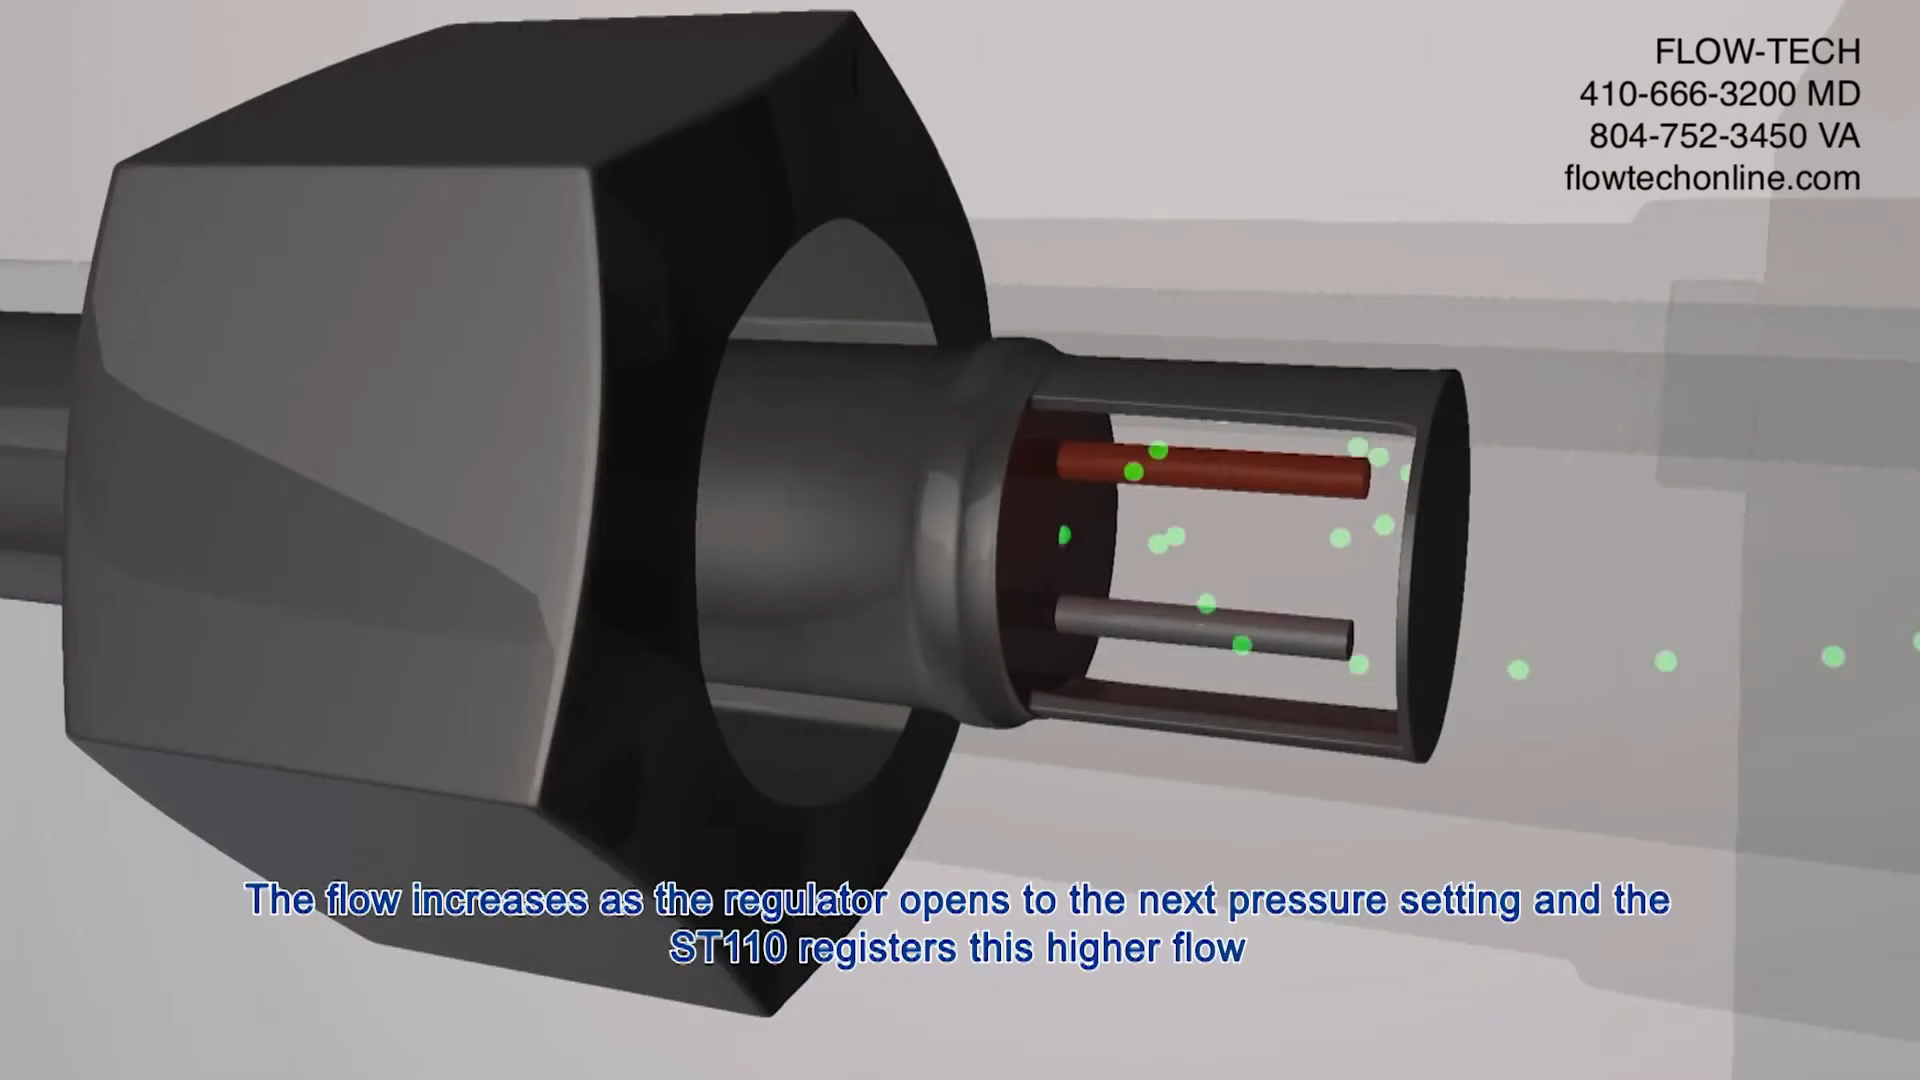 FLOW-TECH
410-666-3200 MD
804-752-3450 VA
flowtechonline.com
The flow increases as the regulator opens to the next pressure setting and the
ST110 registers this higher flow